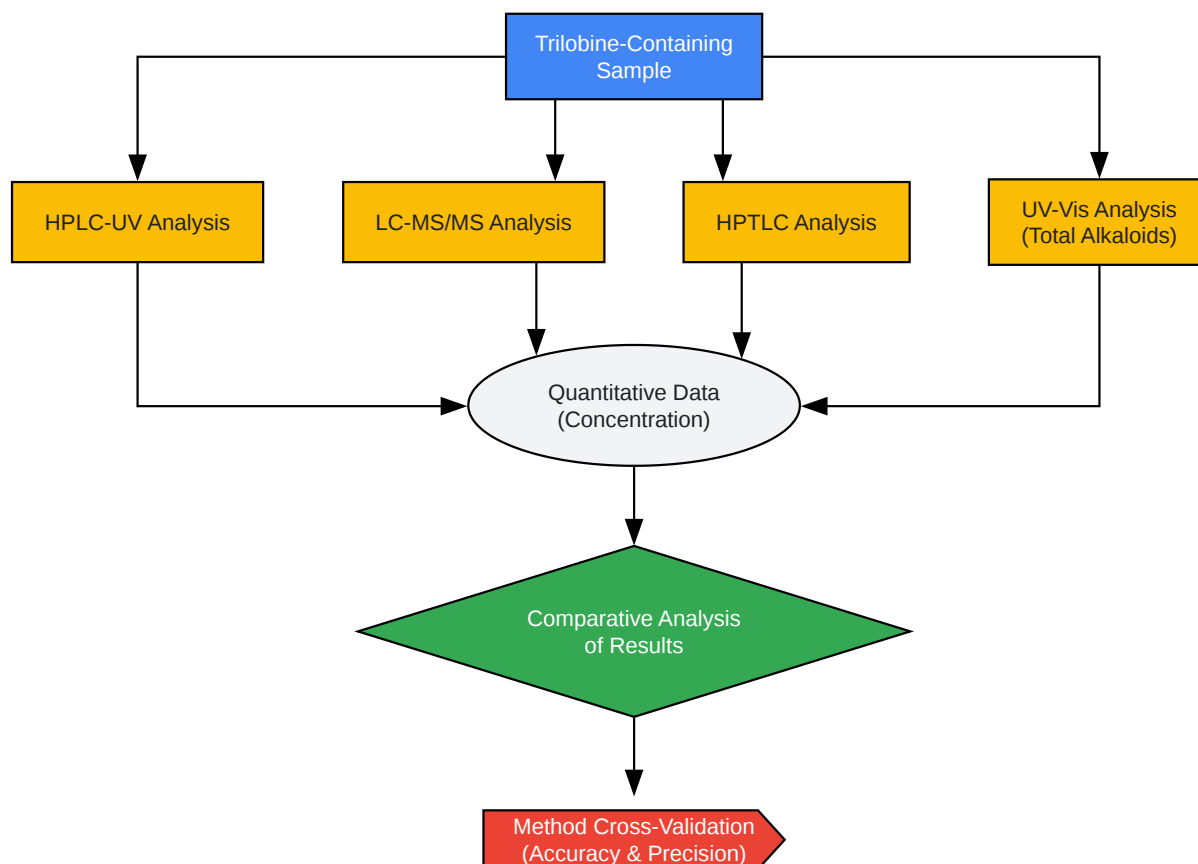 Trilobine-Containing
Sample
HPLC-UV Analysis
LC-MS/MS Analysis
HPTLC Analysis
UV-Vis Analysis
(Total Alkaloids)
Quantitative Data
(Concentration)
Comparative Analysis
of Results
Method Cross-Validation
(Accuracy & Precision)